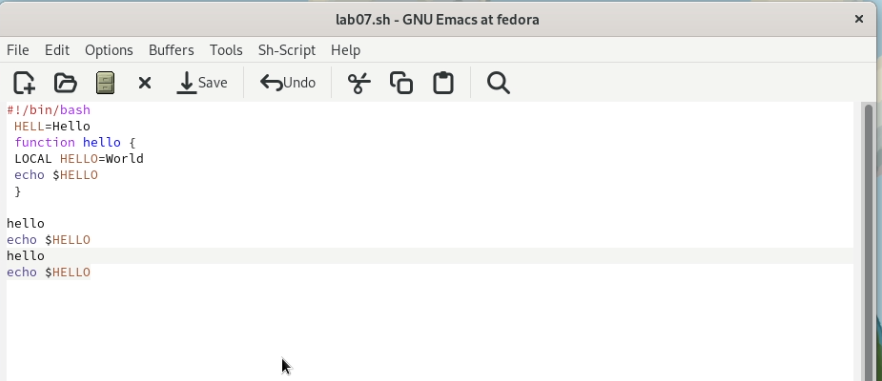 lab07.sh - GNU Emacs at fedora
File Edit Options Buffers Tools Sh-Script Help
Save Undo
#!/bin/bash
HELL=Hello
function hello {
LOCAL HELLO=World
echo $HELLO
}
hello
echo $HELLO
hello
echo $HELLO